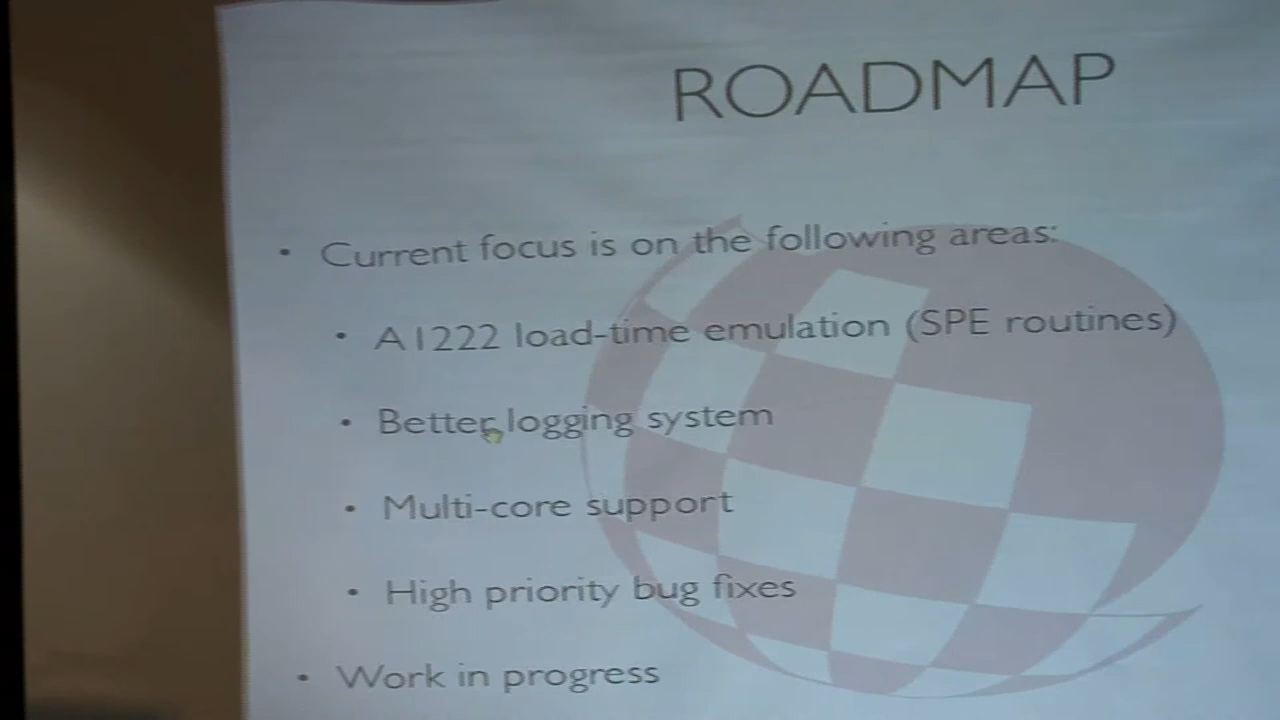 ROADMAP
• Current focus is on the following areas:
• A1222 load-time emulation (SPE routines)
• Better logging system
• Multi-core support
• High priority bug fixes
• Work in progress